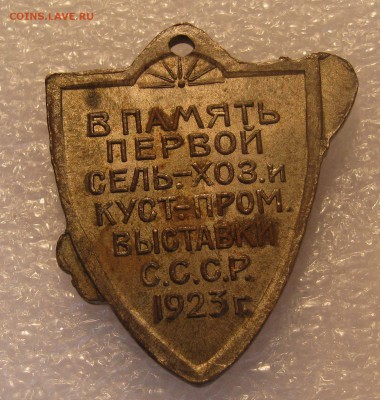 COINS.LAVE.RU
В ПАМЯТЬ
ПЕРВОЙ
СЕЛЬ-ХОЗ. и
КУСТ-ПРОМ.
ВЫСТАВКИ
С.С.С.Р.
1923 г.